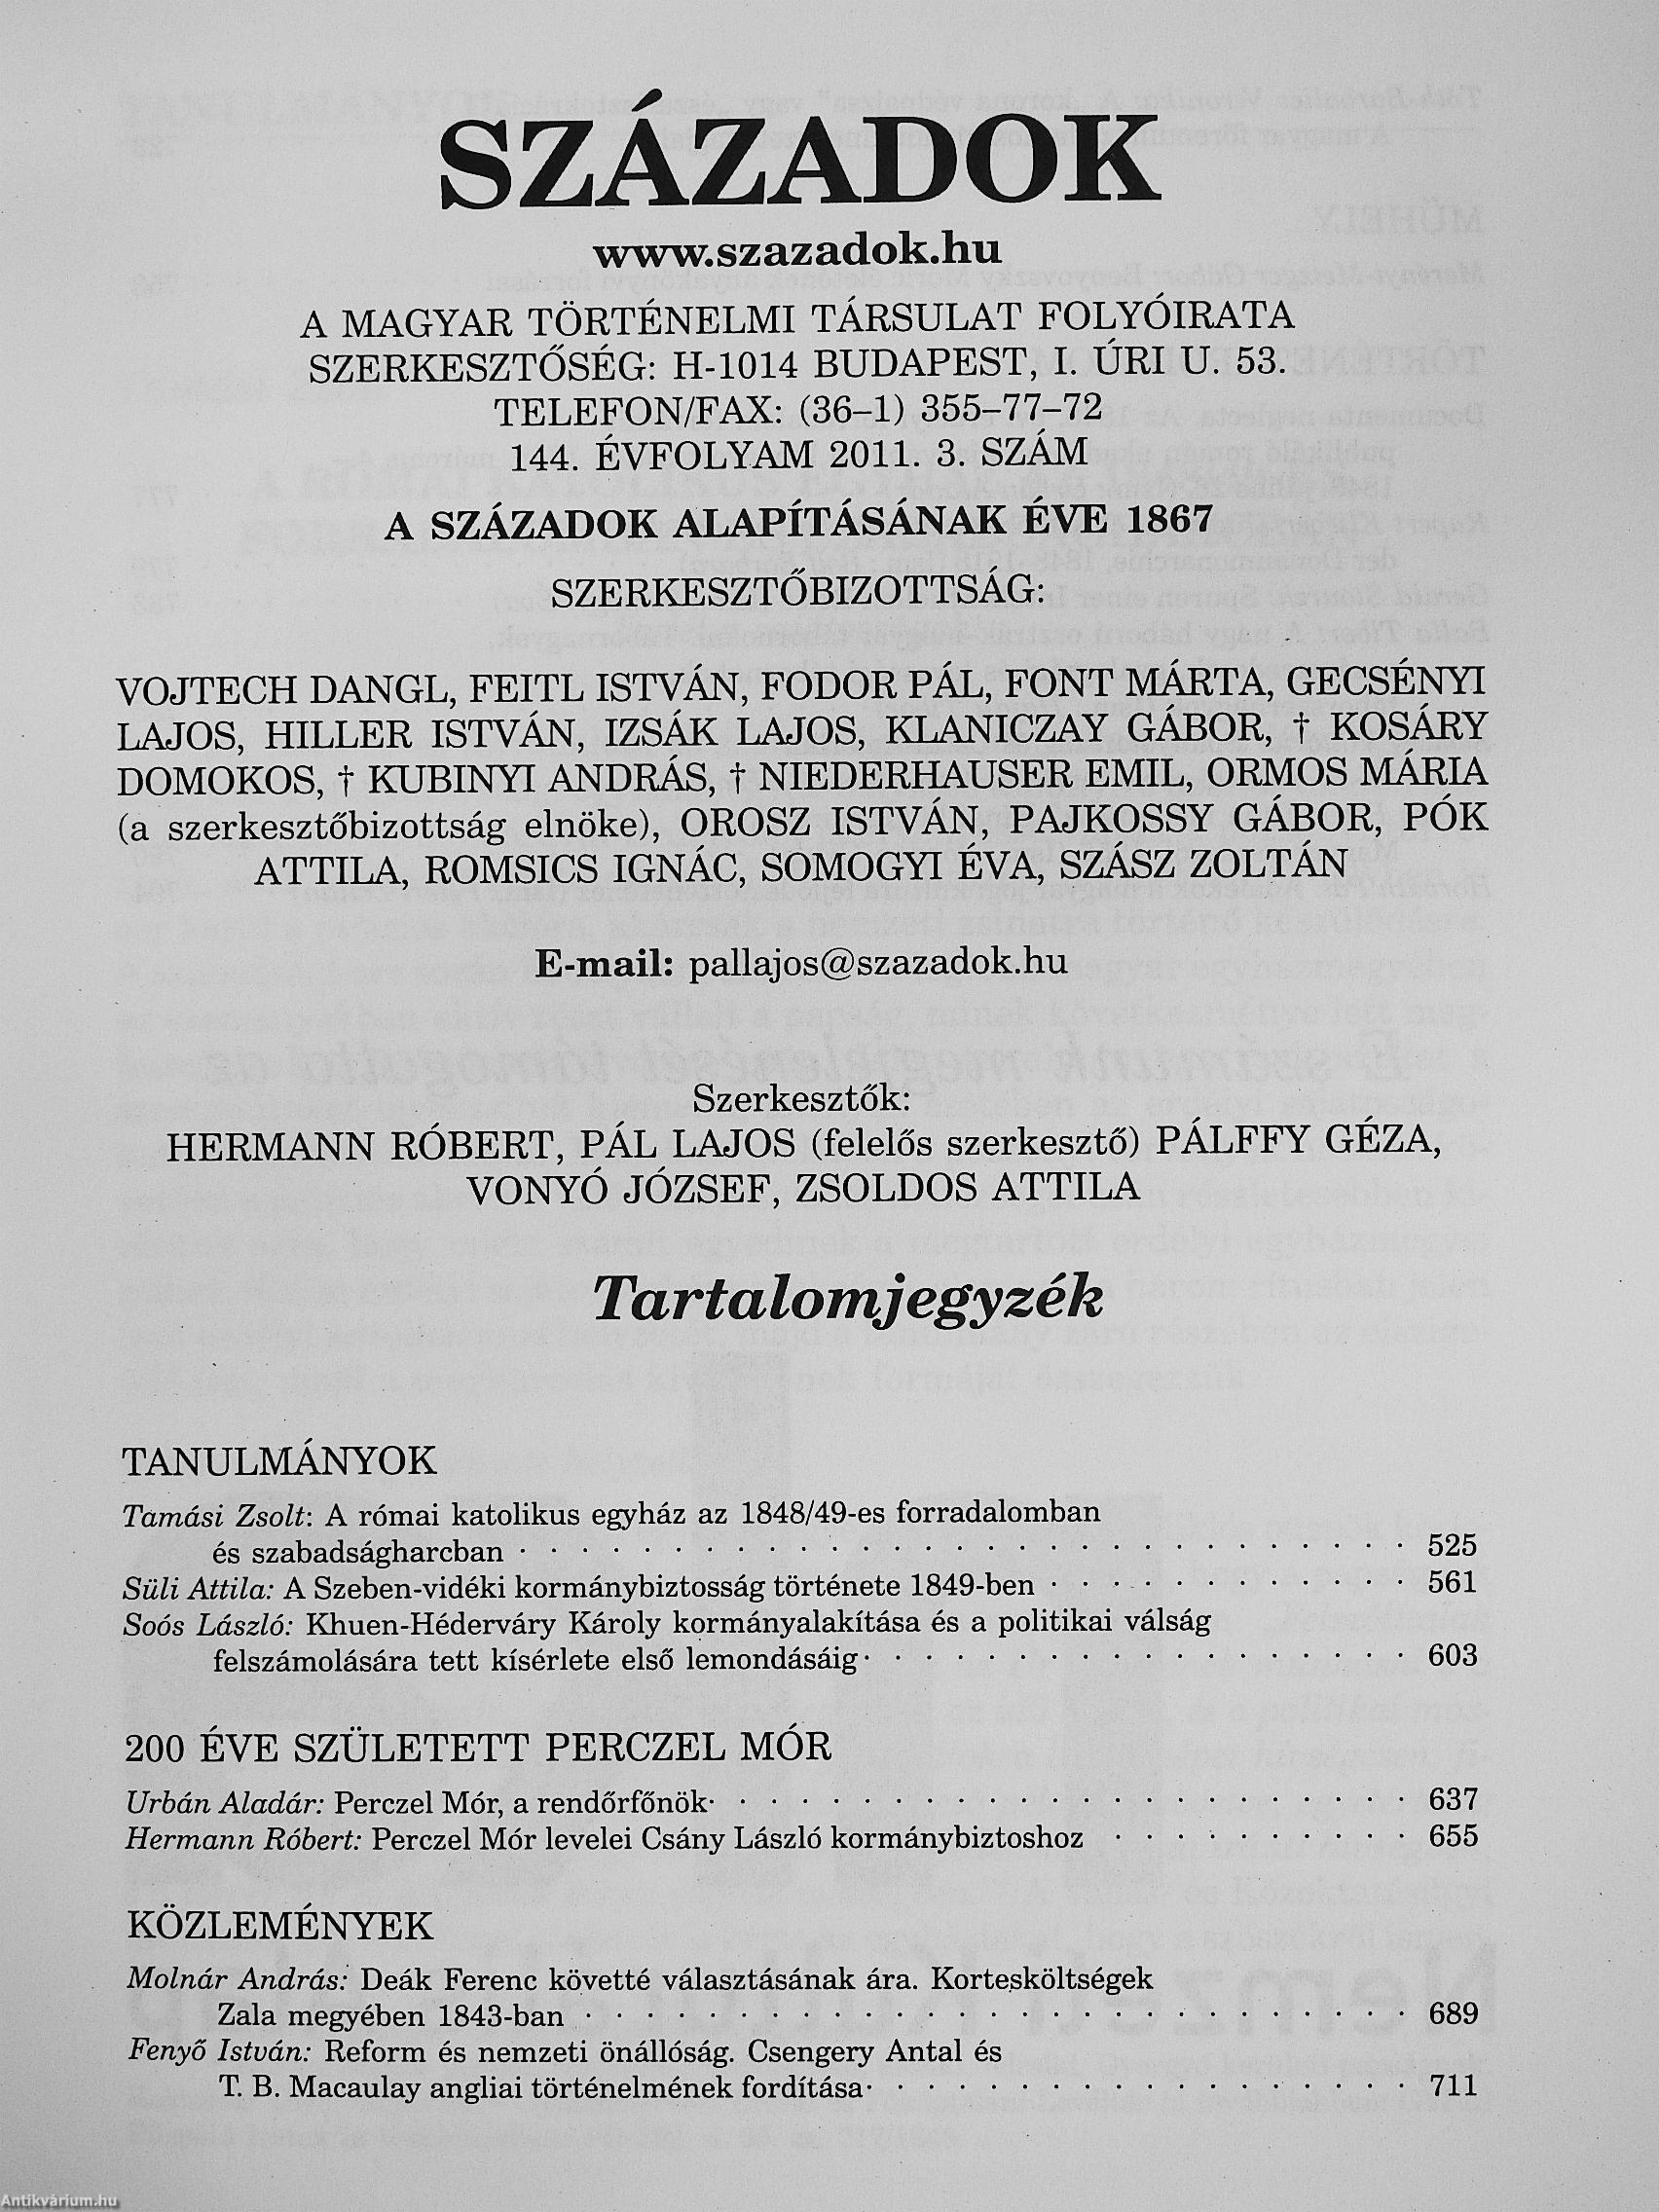 SZÁZADOK
www.szazadok.hu
A MAGYAR TÖRTÉNELMI TÁRSULAT FOLYÓIRATA
SZERKESZTŐSÉG: H-1014 BUDAPEST, I. ÚRI U. 53.
TELEFON/FAX: (36–1) 355–77–72
144. ÉVFOLYAM 2011. 3. SZÁM
A SZÁZADOK ALAPÍTÁSÁNAK ÉVE 1867
SZERKESZTŐBIZOTTSÁG:
VOJTECH DANGL, FEITL ISTVÁN, FODOR PÁL, FONT MÁRTA, GECSÉNYI
LAJOS, HILLER ISTVÁN, IZSÁK LAJOS, KLANICZAY GÁBOR, † KOSÁRY
DOMOKOS, † KUBINYI ANDRÁS, † NIEDERHAUSER EMIL, ORMOS MÁRIA
(a szerkesztőbizottság elnöke), OROSZ ISTVÁN, PAJKOSSY GÁBOR, PÓK
ATTILA, ROMSICS IGNÁC, SOMOGYI ÉVA, SZÁSZ ZOLTÁN
E-mail: pallajos@szazadok.hu
Szerkesztők:
HERMANN RÓBERT, PÁL LAJOS (felelős szerkesztő) PÁLFFY GÉZA,
VONYÓ JÓZSEF, ZSOLDOS ATTILA
Tartalomjegyzék
TANULMÁNYOK
Tamási Zsolt: A római katolikus egyház az 1848/49-es forradalomban
és szabadságharcban 525
Süli Attila: A Szeben-vidéki kormánybiztosság története 1849-ben 561
Soós László: Khuen-Héderváry Károly kormányalakítása és a politikai válság
felszámolására tett kísérlete első lemondásáig 603
200 ÉVE SZÜLETETT PERCZEL MÓR
Urbán Aladár: Perczel Mór, a rendőrfőnök 637
Hermann Róbert: Perczel Mór levelei Csány László kormánybiztoshoz 655
KÖZLEMÉNYEK
Molnár András: Deák Ferenc követté választásának ára. Korteskölts­égek
Zala megyében 1843-ban 689
Fenyő István: Reform és nemzeti önállóság. Csengery Antal és
T. B. Macaulay angliai történelmének fordítása 711
Antikvárium.hu